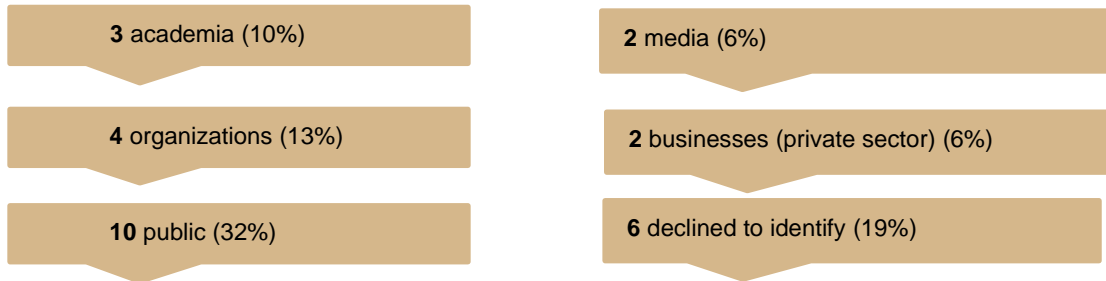 3 academia (10%)
4 organizations (13%)
10 public (32%)
2 media (6%)
2 businesses (private sector) (6%)
6 declined to identify (19%)